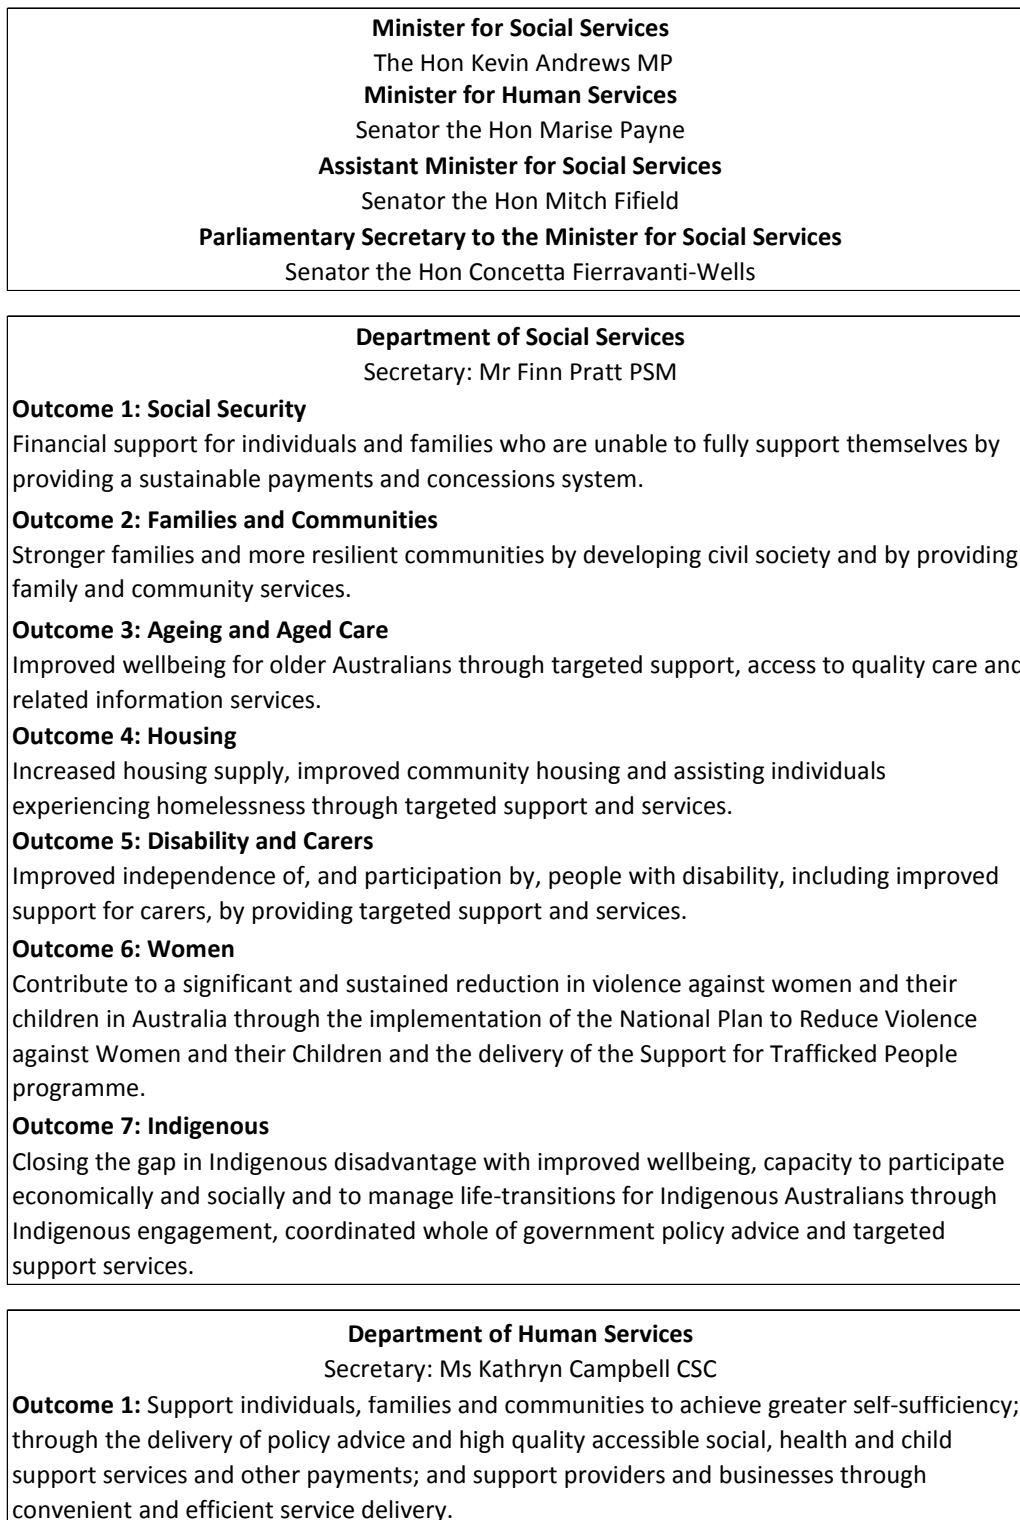 Minister for Social Services
The Hon Kevin Andrews MP
Minister for Human Services
Senator the Hon Marise Payne
Assistant Minister for Social Services
Senator the Hon Mitch Fifield
Parliamentary Secretary to the Minister for Social Services
Senator the Hon Concetta Fierravanti-Wells
Department of Social Services
Secretary: Mr Finn Pratt PSM
Outcome 1: Social Security
Financial support for individuals and families who are unable to fully support themselves by
providing a sustainable payments and concessions system.
Outcome 2: Families and Communities
Stronger families and more resilient communities by developing civil society and by providing
family and community services.
Outcome 3: Ageing and Aged Care
Improved wellbeing for older Australians through targeted support, access to quality care and
related information services.
Outcome 4: Housing
Increased housing supply, improved community housing and assisting individuals
experiencing homelessness through targeted support and services.
Outcome 5: Disability and Carers
Improved independence of, and participation by, people with disability, including improved
support for carers, by providing targeted support and services.
Outcome 6: Women
Contribute to a significant and sustained reduction in violence against women and their
children in Australia through the implementation of the National Plan to Reduce Violence
against Women and their Children and the delivery of the Support for Trafficked People
programme.
Outcome 7: Indigenous
Closing the gap in Indigenous disadvantage with improved wellbeing, capacity to participate
economically and socially and to manage life-transitions for Indigenous Australians through
Indigenous engagement, coordinated whole of government policy advice and targeted
support services.
Department of Human Services
Secretary: Ms Kathryn Campbell CSC
Outcome 1: Support individuals, families and communities to achieve greater self-sufficiency;
through the delivery of policy advice and high quality accessible social, health and child
support services and other payments; and support providers and businesses through
convenient and efficient service delivery.